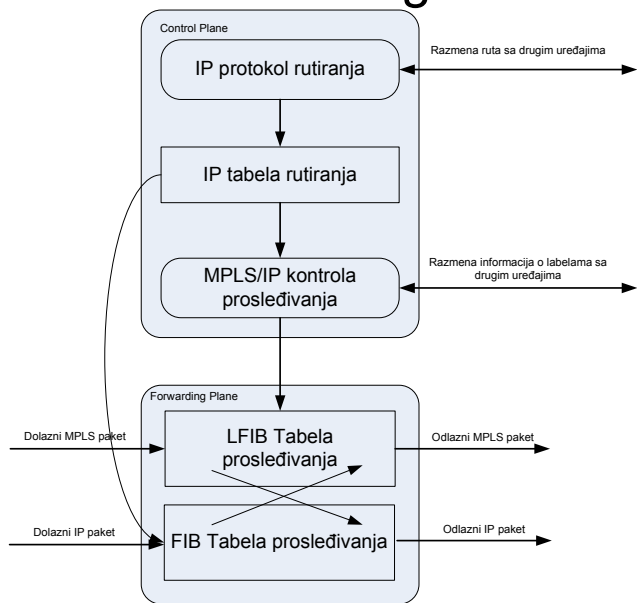 Control Plane
IP protokol rutiranja
Razmena ruta sa drugim uređajima
IP tabela rutiranja
MPLS/IP kontrola
prosleđivanja
Razmena informacija o labelama sa
drugim uređajima
Forwarding Plane
Dolazni MPLS paket
LFIB Tabela
prosleđivanja
Odlazni MPLS paket
Dolazni IP paket
FIB Tabela prosleđivanja
Odlazni IP paket